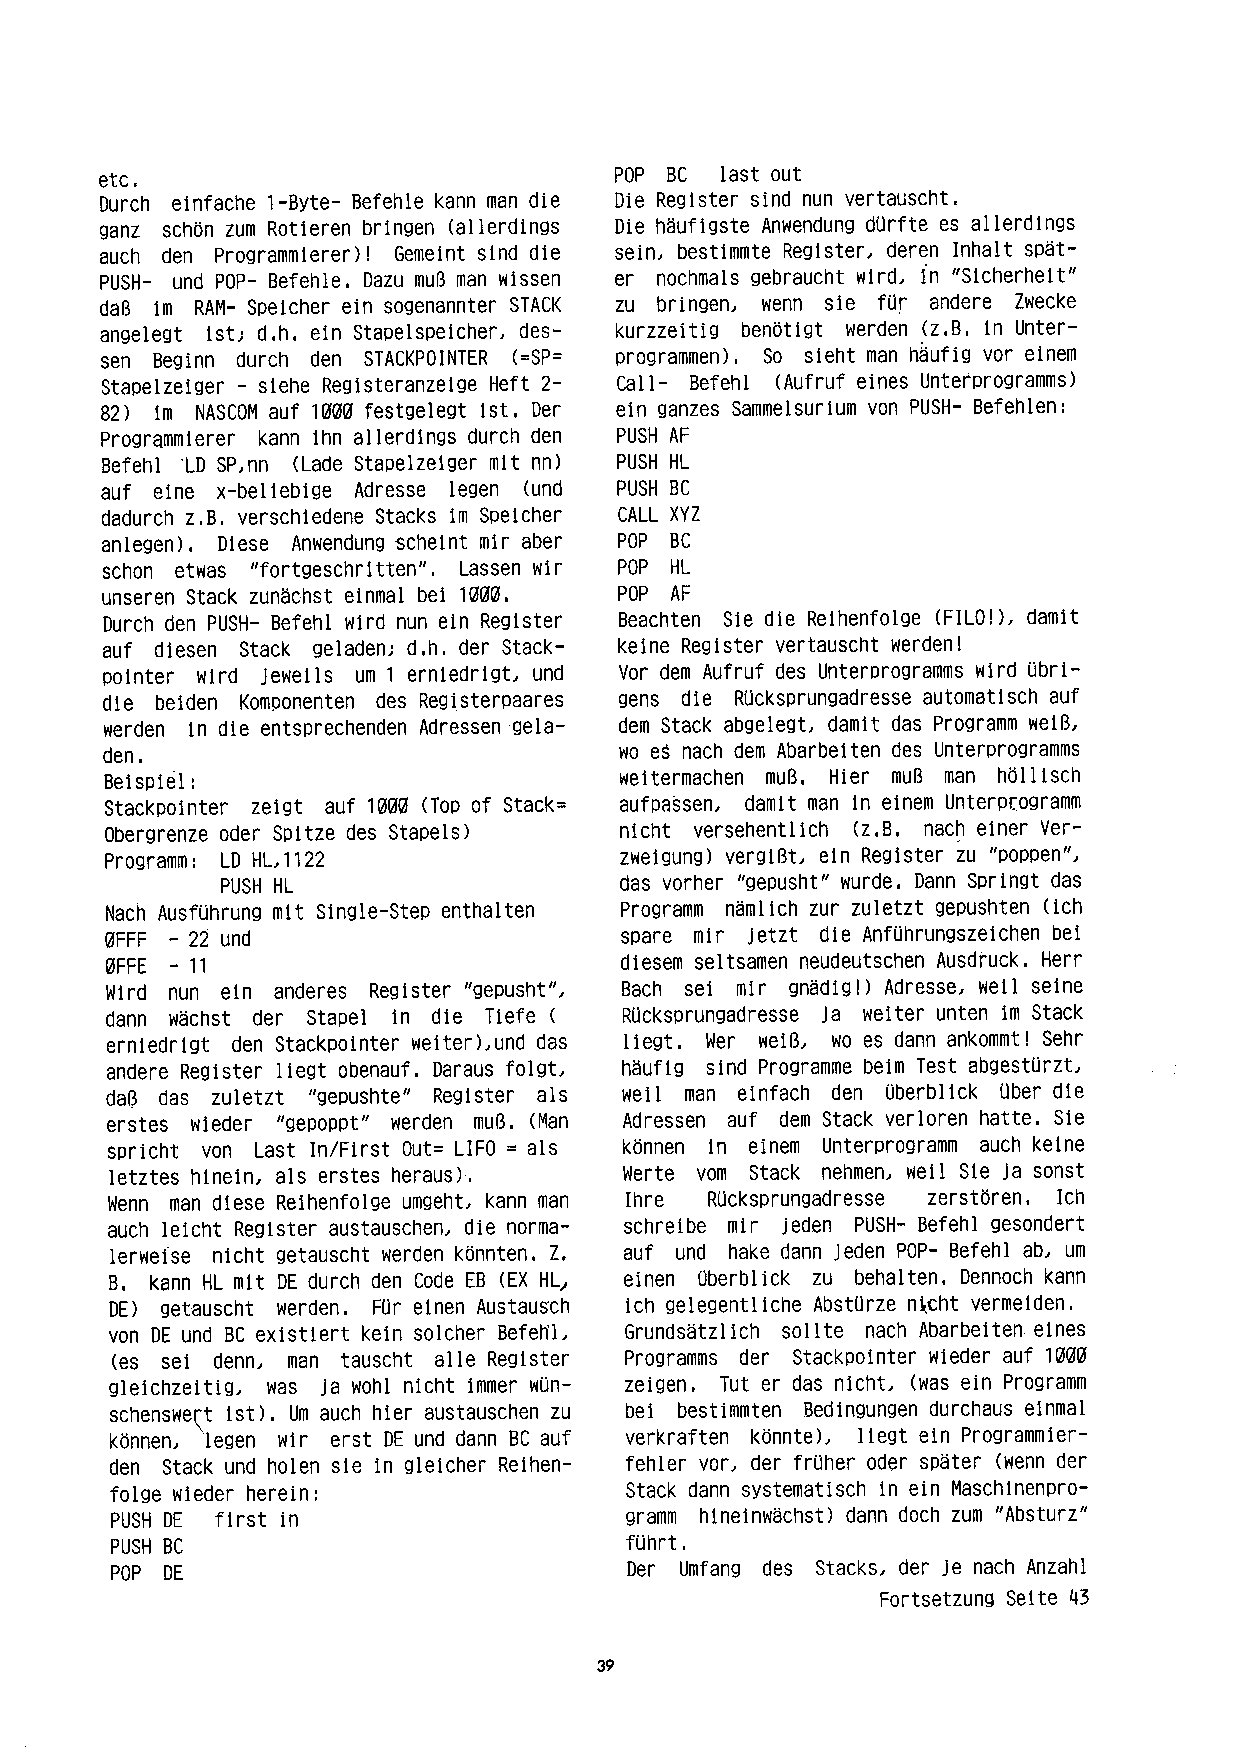 etc.
Durch einfache 1-Byte- Befehle kann man die
ganz schön zum Rotieren bringen (allerdings
auch den Programmierer)! Gemeint sind die
PUSH- und POP- Befehle. Dazu muß man wissen
daß im RAM- Speicher ein sogenannter STACK
angelegt ist; d.h. ein Stapelspeicher, des-
sen Beginn durch den STACKPOINTER (=SP=
Stapelzeiger - siehe Registeranzeige Heft 2-
82) im NASCOM auf 1000 festgelegt ist. Der
Programmierer kann ihn allerdings durch den
Befehl LD SP,nn (Lade Stapelzeiger mit nn)
auf eine x-beliebige Adresse legen (und
dadurch z.B. verschiedene Stacks im Speicher
anlegen). Diese Anwendung scheint mir aber
schon etwas "fortgeschritten". Lassen wir
unseren Stack zunächst einmal bei 1000.
Durch den PUSH- Befehl wird nun ein Register
auf diesen Stack geladen; d.h. der Stack-
pointer wird jeweils um 1 erniedrigt, und
die beiden Komponenten des Registerpaares
werden in die entsprechenden Adressen gela-
den.
Beispiel:
Stackpointer zeigt auf 1000 (Top of Stack=
Obergrenze oder Spitze des Stapels)
Programm: LD HL,1122
PUSH HL
Nach Ausführung mit Single-Step enthalten
0FFF - 22 und
0FFE - 11
Wird nun ein anderes Register "gepusht",
dann wächst der Stapel in die Tiefe (
erniedrigt den Stackpointer weiter),und das
andere Register liegt obenauf. Daraus folgt,
daß das zuletzt "gepushte" Register als
erstes wieder "gepoppt" werden muß. (Man
spricht von Last In/First Out= LIFO = als
letztes hinein, als erstes heraus).
Wenn man diese Reihenfolge umgeht, kann man
auch leicht Register austauschen, die norma-
lerweise nicht getauscht werden könnten. Z.
B. kann HL mit DE durch den Code EB (EX HL,
DE) getauscht werden. Für einen Austausch
von DE und BC existiert kein solcher Befehl,
(es sei denn, man tauscht alle Register
gleichzeitig, was ja wohl nicht immer wün-
schenswert ist). Um auch hier austauschen zu
können, legen wir erst DE und dann BC auf
den Stack und holen sie in gleicher Reihen-
folge wieder herein:
PUSH DE first in
PUSH BC
POP DE
POP BC last out
Die Register sind nun vertauscht.
Die häufigste Anwendung dürfte es allerdings
sein, bestimmte Register, deren Inhalt spät-
er nochmals gebraucht wird, in "Sicherheit"
zu bringen, wenn sie für andere Zwecke
kurzzeitig benötigt werden (z.B. in Unter-
programmen). So sieht man häufig vor einem
Call- Befehl (Aufruf eines Unterprogramms)
ein ganzes Sammelsurium von PUSH- Befehlen:
PUSH AF
PUSH HL
PUSH BC
CALL XYZ
POP BC
POP HL
POP AF
Beachten Sie die Reihenfolge (FILO!), damit
keine Register vertauscht werden!
Vor dem Aufruf des Unterprogramms wird übri-
gens die Rücksprungadresse automatisch auf
dem Stack abgelegt, damit das Programm weiß,
wo es nach dem Abarbeiten des Unterprogramms
weitermachen muß. Hier muß man höllisch
aufpassen, damit man in einem Unterprogramm
nicht versehentlich (z.B. nach einer Ver-
zweigung) vergißt, ein Register zu "poppen",
das vorher "gepusht" wurde. Dann Springt das
Programm nämlich zur zuletzt gepushten (ich
spare mir jetzt die Anführungszeichen bei
diesem seltsamen neudeutschen Ausdruck. Herr
Bach sei mir gnädig!) Adresse, weil seine
Rücksprungadresse ja weiter unten im Stack
liegt. Wer weiß, wo es dann ankommt! Sehr
häufig sind Programme beim Test abgestürzt,
weil man einfach den Überblick über die
Adressen auf dem Stack verloren hatte. Sie
können in einem Unterprogramm auch keine
Werte vom Stack nehmen, weil Sie ja sonst
Ihre Rücksprungadresse zerstören. Ich
schreibe mir jeden PUSH- Befehl gesondert
auf und hake dann jeden POP- Befehl ab, um
einen Überblick zu behalten. Dennoch kann
ich gelegentliche Abstürze nicht vermeiden.
Grundsätzlich sollte nach Abarbeiten eines
Programms der Stackpointer wieder auf 1000
zeigen. Tut er das nicht, (was ein Programm
bei bestimmten Bedingungen durchaus einmal
verkraften könnte), liegt ein Programmier-
fehler vor, der früher oder später (wenn der
Stack dann systematisch in ein Maschinenpro-
gramm hineinwächst) dann doch zum "Absturz"
führt.
Der Umfang des Stacks, der je nach Anzahl
Fortsetzung Seite 43
39